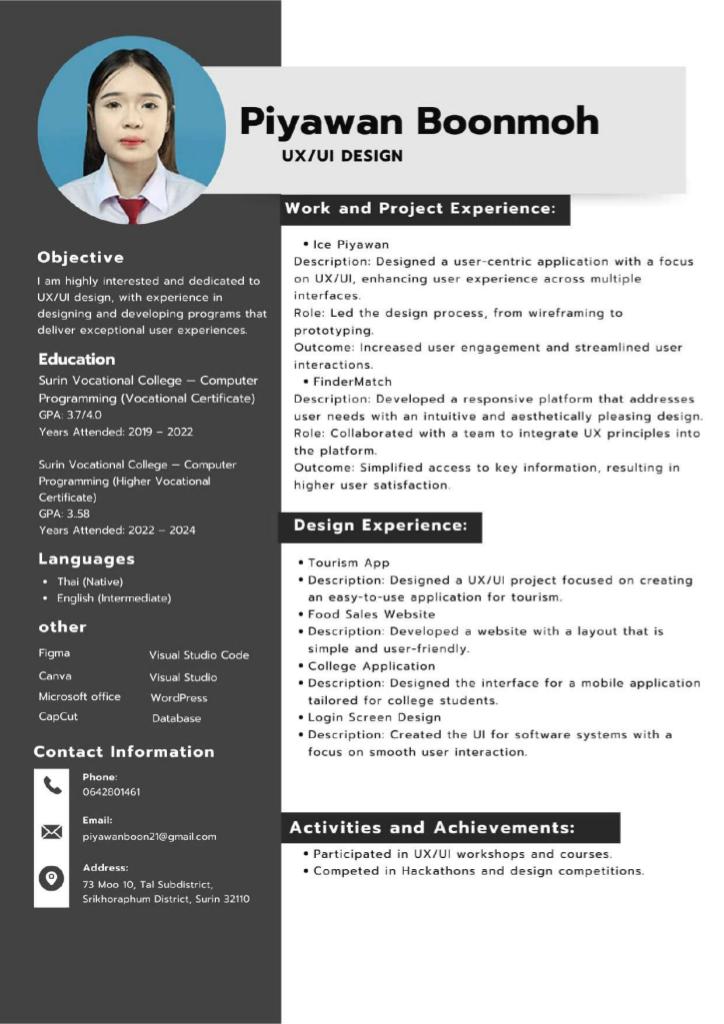 Piyawan Boonmoh
UX/UI DESIGN
Objective
I am highly interested and dedicated to
UX/UI design, with experience in
designing and developing programs that
deliver exceptional user experiences.
Education
Surin Vocational College — Computer
Programming (Vocational Certificate)
GPA: 3.7/4.0
Years Attended: 2019 – 2022
Surin Vocational College — Computer
Programming (Higher Vocational
Certificate)
GPA: 3..58
Years Attended: 2022 – 2024
Languages
• Thai (Native)
• English (Intermediate)
other
Figma Visual Studio Code
Canva Visual Studio
Microsoft office WordPress
CapCut Database
Contact Information
Phone:
0642801461
Email:
piyawanboon21@gmail.com
Address:
73 Moo 10, Tal Subdistrict,
Srikhoraphum District, Surin 32110
Work and Project Experience:
• Ice Piyawan
Description: Designed a user-centric application with a focus
on UX/UI, enhancing user experience across multiple
interfaces.
Role: Led the design process, from wireframing to
prototyping.
Outcome: Increased user engagement and streamlined user
interactions.
• FinderMatch
Description: Developed a responsive platform that addresses
user needs with an intuitive and aesthetically pleasing design.
Role: Collaborated with a team to integrate UX principles into
the platform.
Outcome: Simplified access to key information, resulting in
higher user satisfaction.
Design Experience:
• Tourism App
• Description: Designed a UX/UI project focused on creating
an easy-to-use application for tourism.
• Food Sales Website
• Description: Developed a website with a layout that is
simple and user-friendly.
• College Application
• Description: Designed the interface for a mobile application
tailored for college students.
• Login Screen Design
• Description: Created the UI for software systems with a
focus on smooth user interaction.
Activities and Achievements:
• Participated in UX/UI workshops and courses.
• Competed in Hackathons and design competitions.